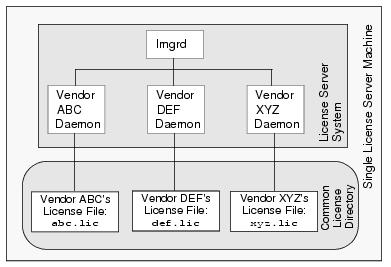 lmgrd
Vendor
ABC
Daemon
Vendor
DEF
Daemon
Vendor
XYZ
Daemon
License Server
System
Single License Server Machine
Vendor ABC's
License File:
abc.lic
Vendor DEF's
License File:
def.lic
Vendor XYZ's
License File:
xyz.lic
Common
License
Directory